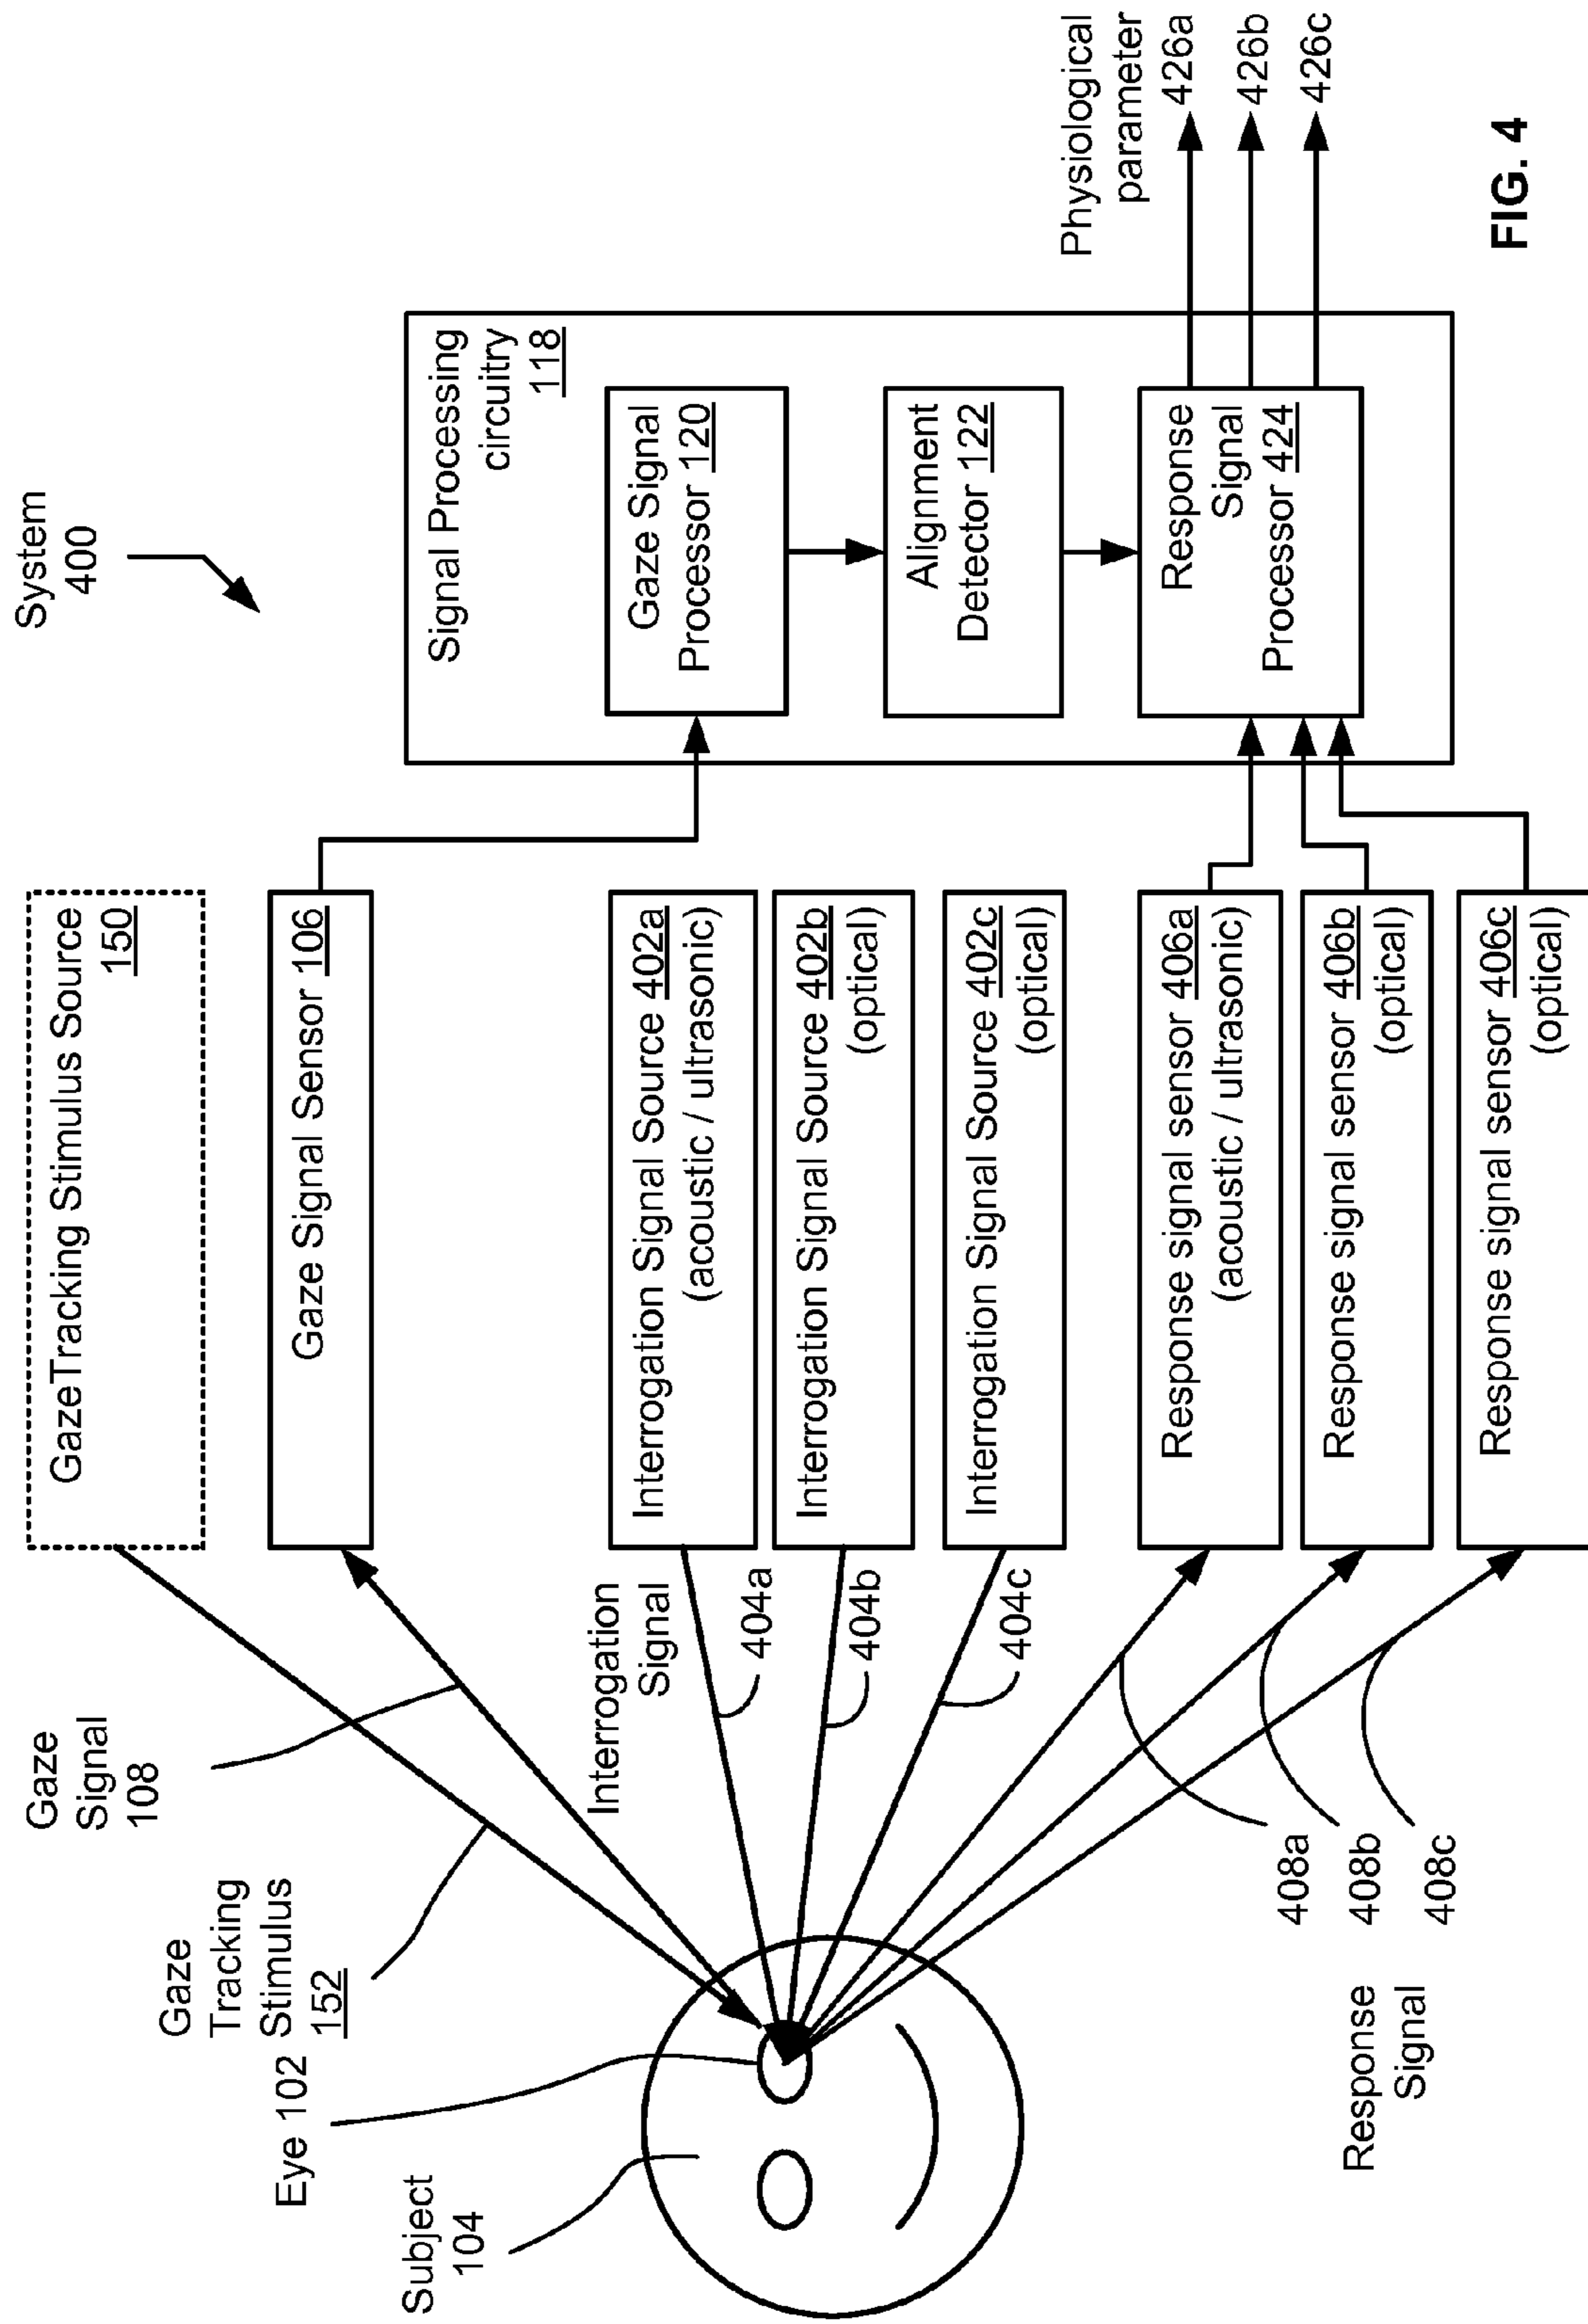 System
400
GazeTracking Stimulus Source
150
Gaze
Signal
108
Gaze Signal Sensor 106
Gaze
Tracking
Stimulus
152
Eye 102
Subject
104
Interrogation
Signal
404a
404b
404c
Interrogation Signal Source 402a
(acoustic / ultrasonic)
Interrogation Signal Source 402b
(optical)
Interrogation Signal Source 402c
(optical)
Response signal sensor 406a
(acoustic / ultrasonic)
Response signal sensor 406b
(optical)
Response signal sensor 406c
(optical)
408a
408b
408c
Response
Signal
Signal Processing
circuitry
118
Gaze Signal
Processor 120
Alignment
Detector 122
Response
Signal
Processor 424
Physiological
parameter
426a
426b
426c
FIG. 4